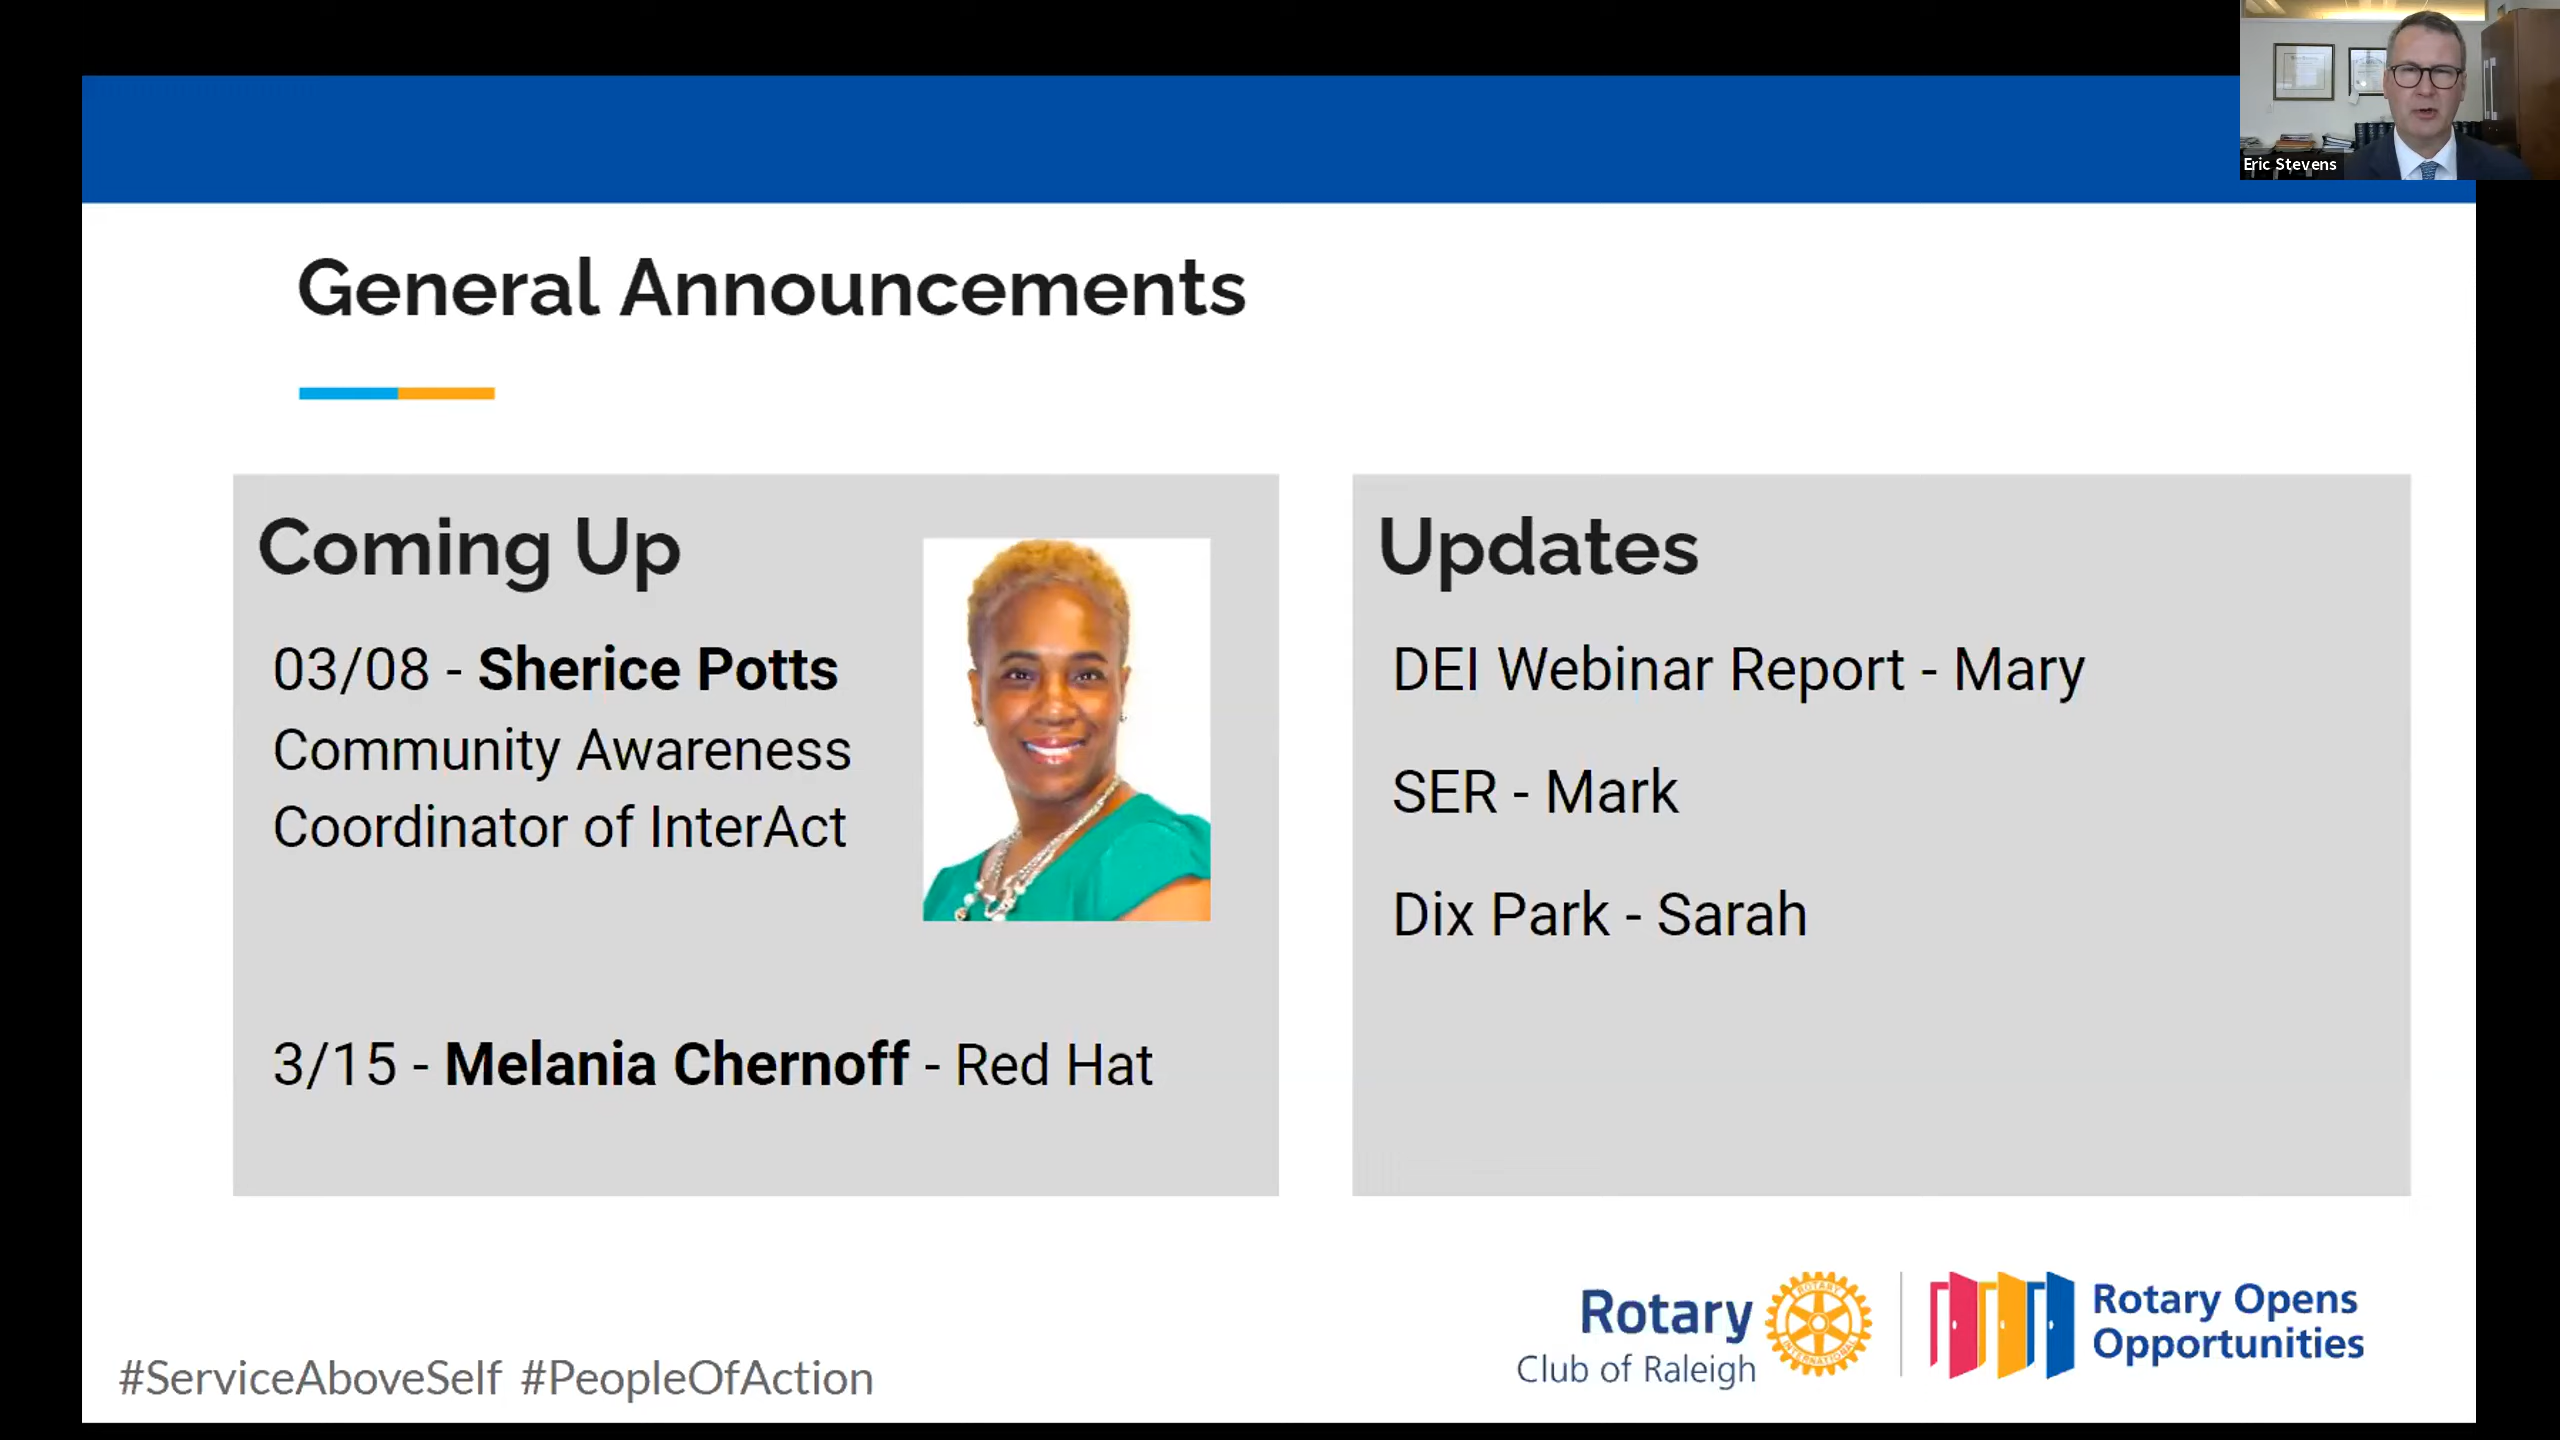 Eric Stevens
General Announcements
Coming Up
03/08 - Sherice Potts
Community Awareness
Coordinator of InterAct
3/15 - Melania Chernoff - Red Hat
Updates
DEI Webinar Report - Mary
SER - Mark
Dix Park - Sarah
#ServiceAboveSelf #PeopleOfAction
Rotary
Club of Raleigh
ROTARY
INTERNATIONAL
Rotary Opens
Opportunities